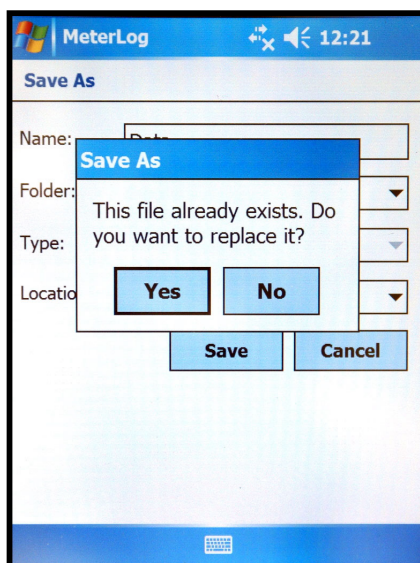 MeterLog 12:21
Save As
Name:
Save As
Folder:
This file already exists. Do
you want to replace it?
Type:
Locatio
Yes No
Save Cancel